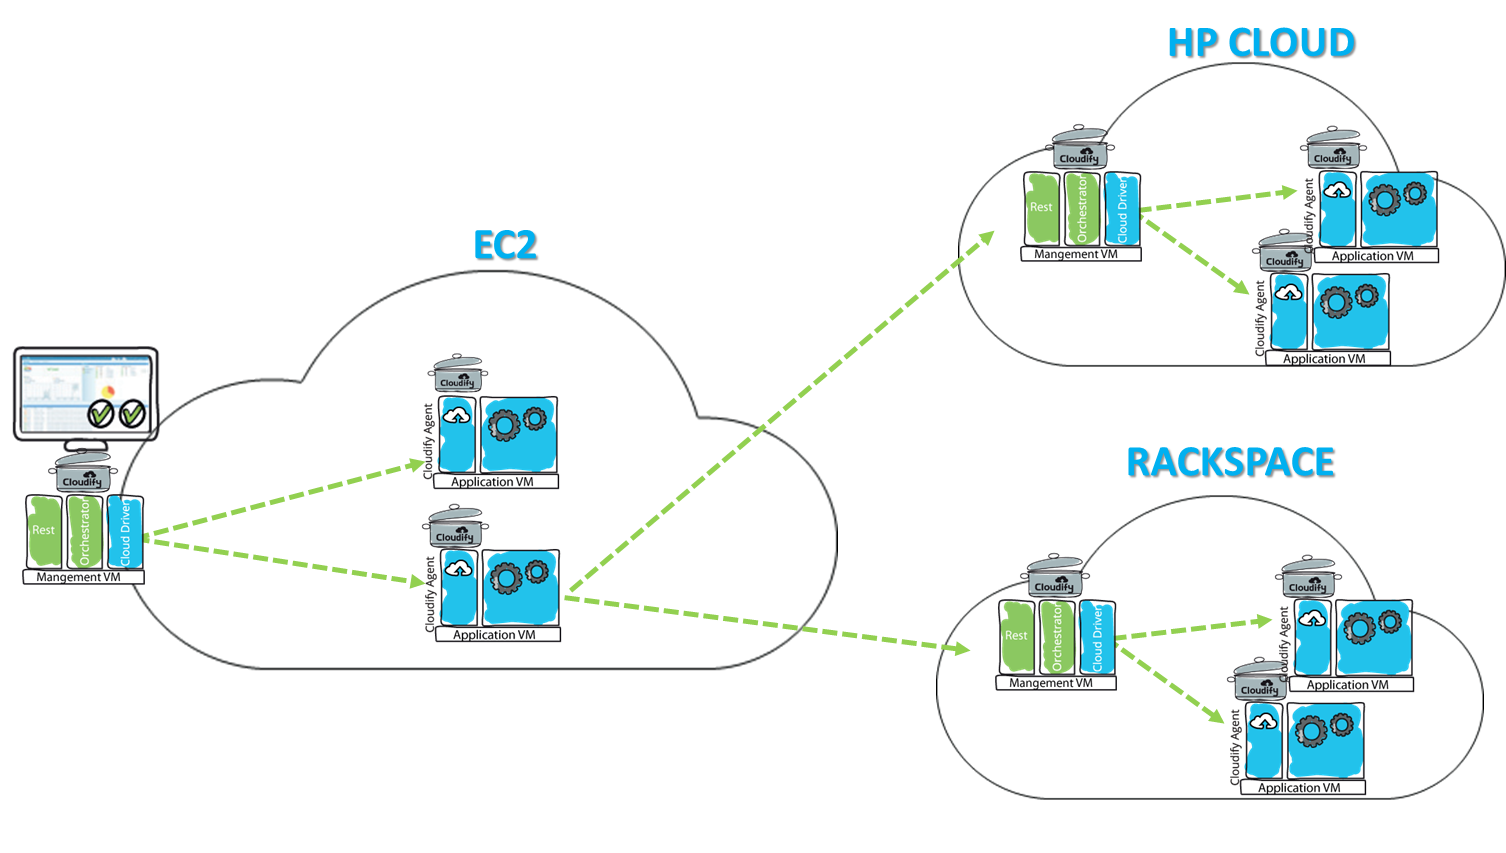 HP CLOUD
Cloudify
Rest
Orchestrator
Cloud Driver
Mangement VM
Cloudify
Cloudify Agent
Application VM
Cloudify
Cloudify Agent
Application VM
EC2
Cloudify
Rest
Orchestrator
Cloud Driver
Mangement VM
Cloudify
Cloudify Agent
Application VM
Cloudify
Cloudify Agent
Application VM
RACKSPACE
Cloudify
Rest
Orchestrator
Cloud Driver
Mangement VM
Cloudify
Cloudify Agent
Application VM
Cloudify
Cloudify Agent
Application VM